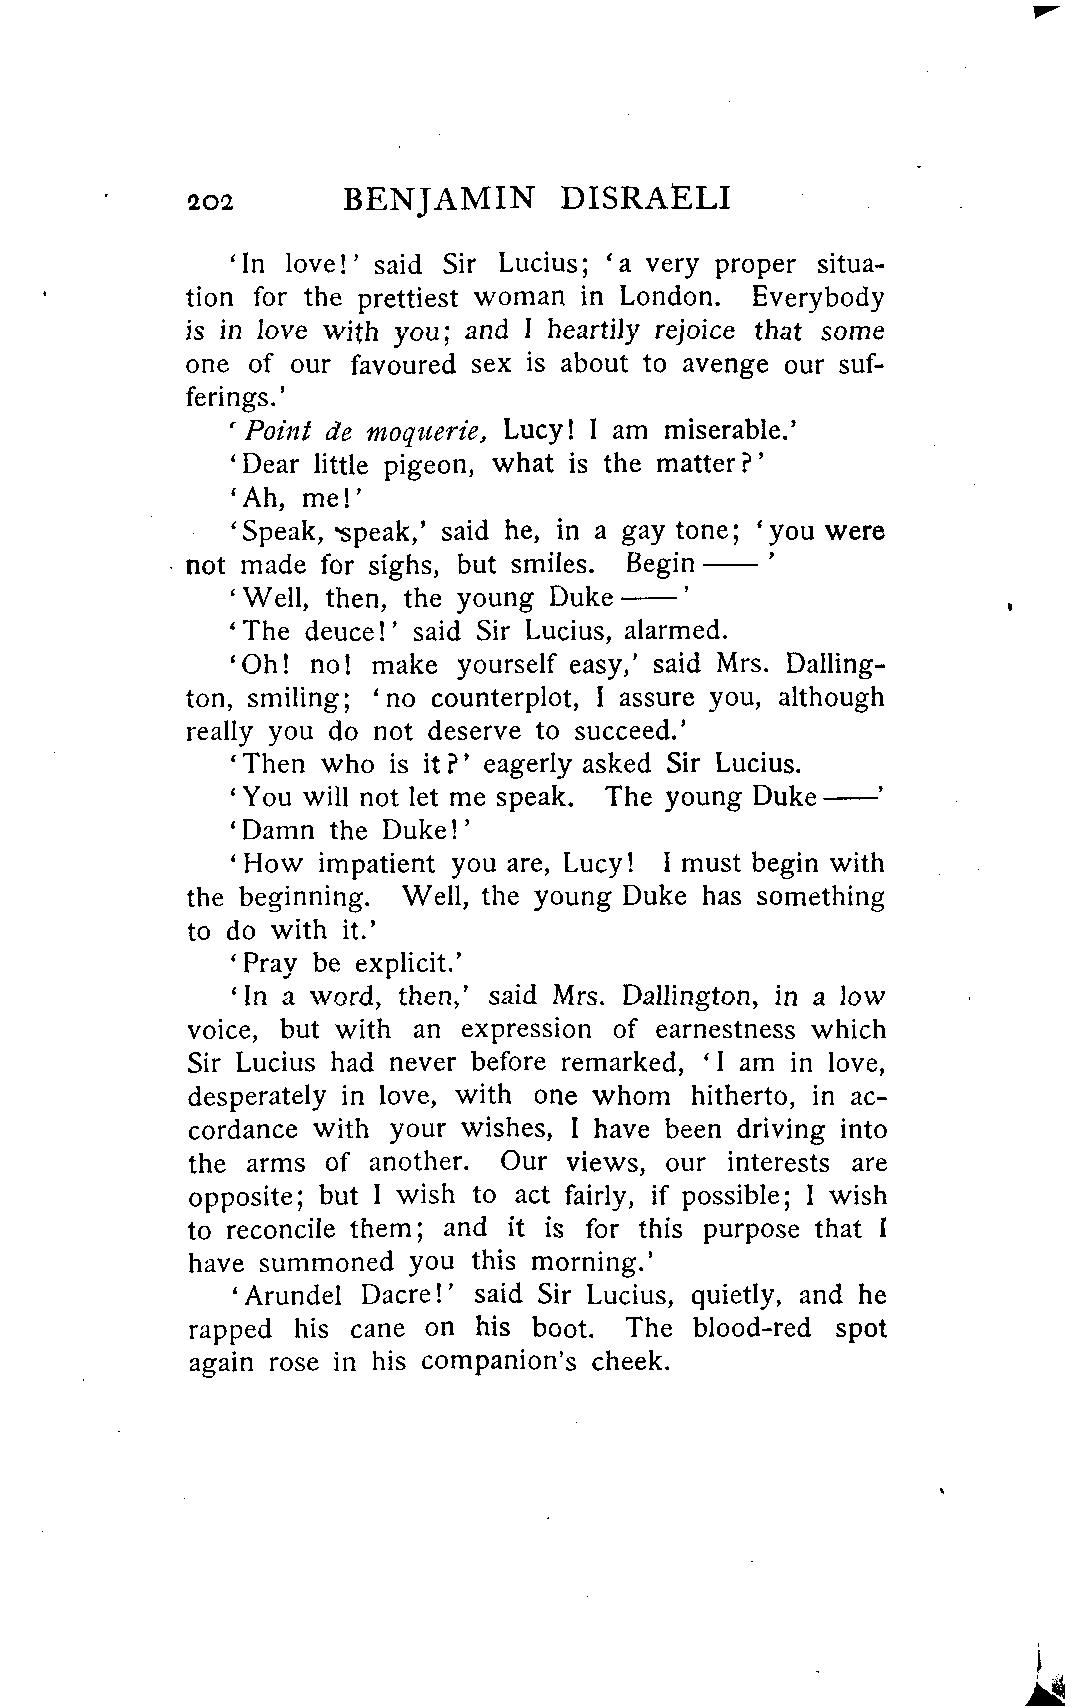 202 BENJAMIN DISRAELI
‘In love!’ said Sir Lucius; ‘a very proper situa-
tion for the prettiest woman in London. Everybody
is in love with you; and I heartily rejoice that some
one of our favoured sex is about to avenge our suf-
ferings.’
‘Point de moquerie, Lucy! I am miserable.’
‘Dear little pigeon, what is the matter?’
‘Ah, me!’
‘Speak, speak,’ said he, in a gay tone; ‘you were
not made for sighs, but smiles. Begin —— ’
‘Well, then, the young Duke —— ’
‘The deuce!’ said Sir Lucius, alarmed.
‘Oh! no! make yourself easy,’ said Mrs. Dalling-
ton, smiling; ‘no counterplot, I assure you, although
really you do not deserve to succeed.’
‘Then who is it?’ eagerly asked Sir Lucius.
‘You will not let me speak. The young Duke ——’
‘Damn the Duke!’
‘How impatient you are, Lucy! I must begin with
the beginning. Well, the young Duke has something
to do with it.’
‘Pray be explicit.’
‘In a word, then,’ said Mrs. Dallington, in a low
voice, but with an expression of earnestness which
Sir Lucius had never before remarked, ‘I am in love,
desperately in love, with one whom hitherto, in ac-
cordance with your wishes, I have been driving into
the arms of another. Our views, our interests are
opposite; but I wish to act fairly, if possible; I wish
to reconcile them; and it is for this purpose that I
have summoned you this morning.’
‘Arundel Dacre!’ said Sir Lucius, quietly, and he
rapped his cane on his boot. The blood-red spot
again rose in his companion’s cheek.